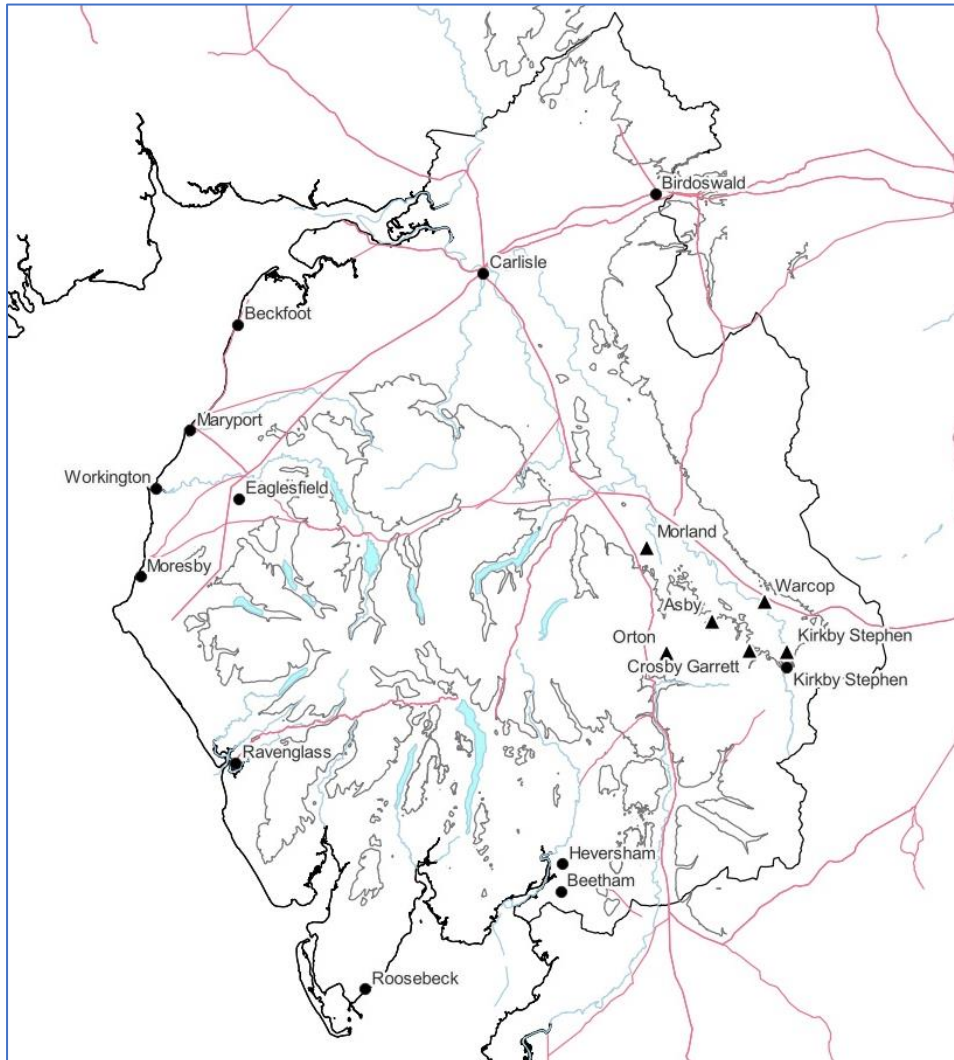 Birdoswald
Carlisle
Beckfoot
Maryport
Workington
Eaglesfield
Morland
Moresby
Warcop
Asby
Orton
Kirkby Stephen
Crosby Garrett
Kirkby Stephen
Ravenglass
Heversham
Beetham
Roosebeck